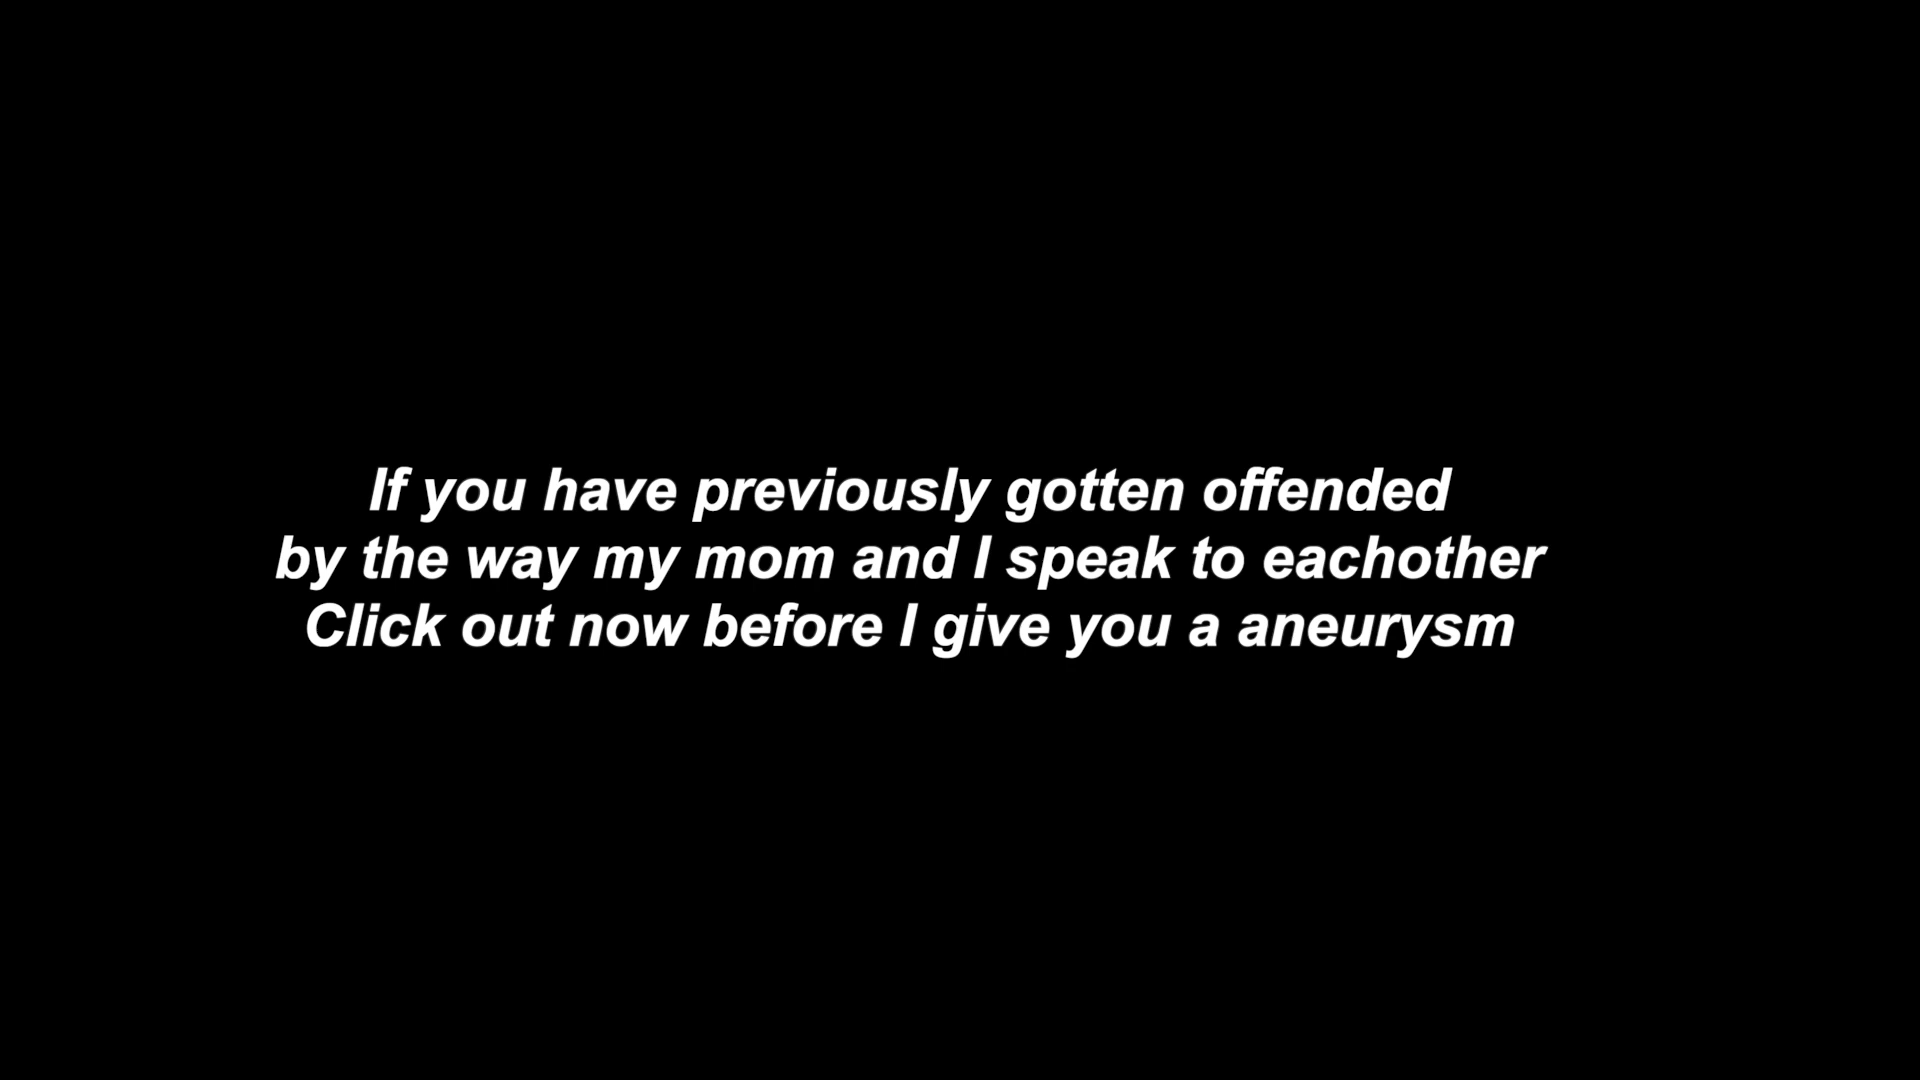 If you have previously gotten offended
by the way my mom and I speak to eachother
Click out now before I give you a aneurysm